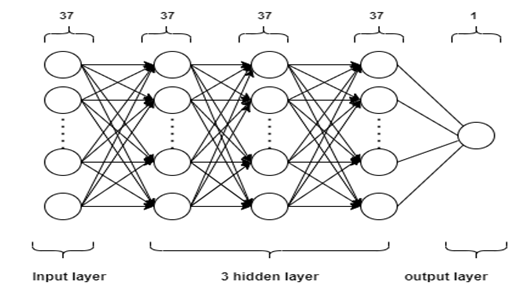 37 37 37 37 1
Input layer 3 hidden layer output layer